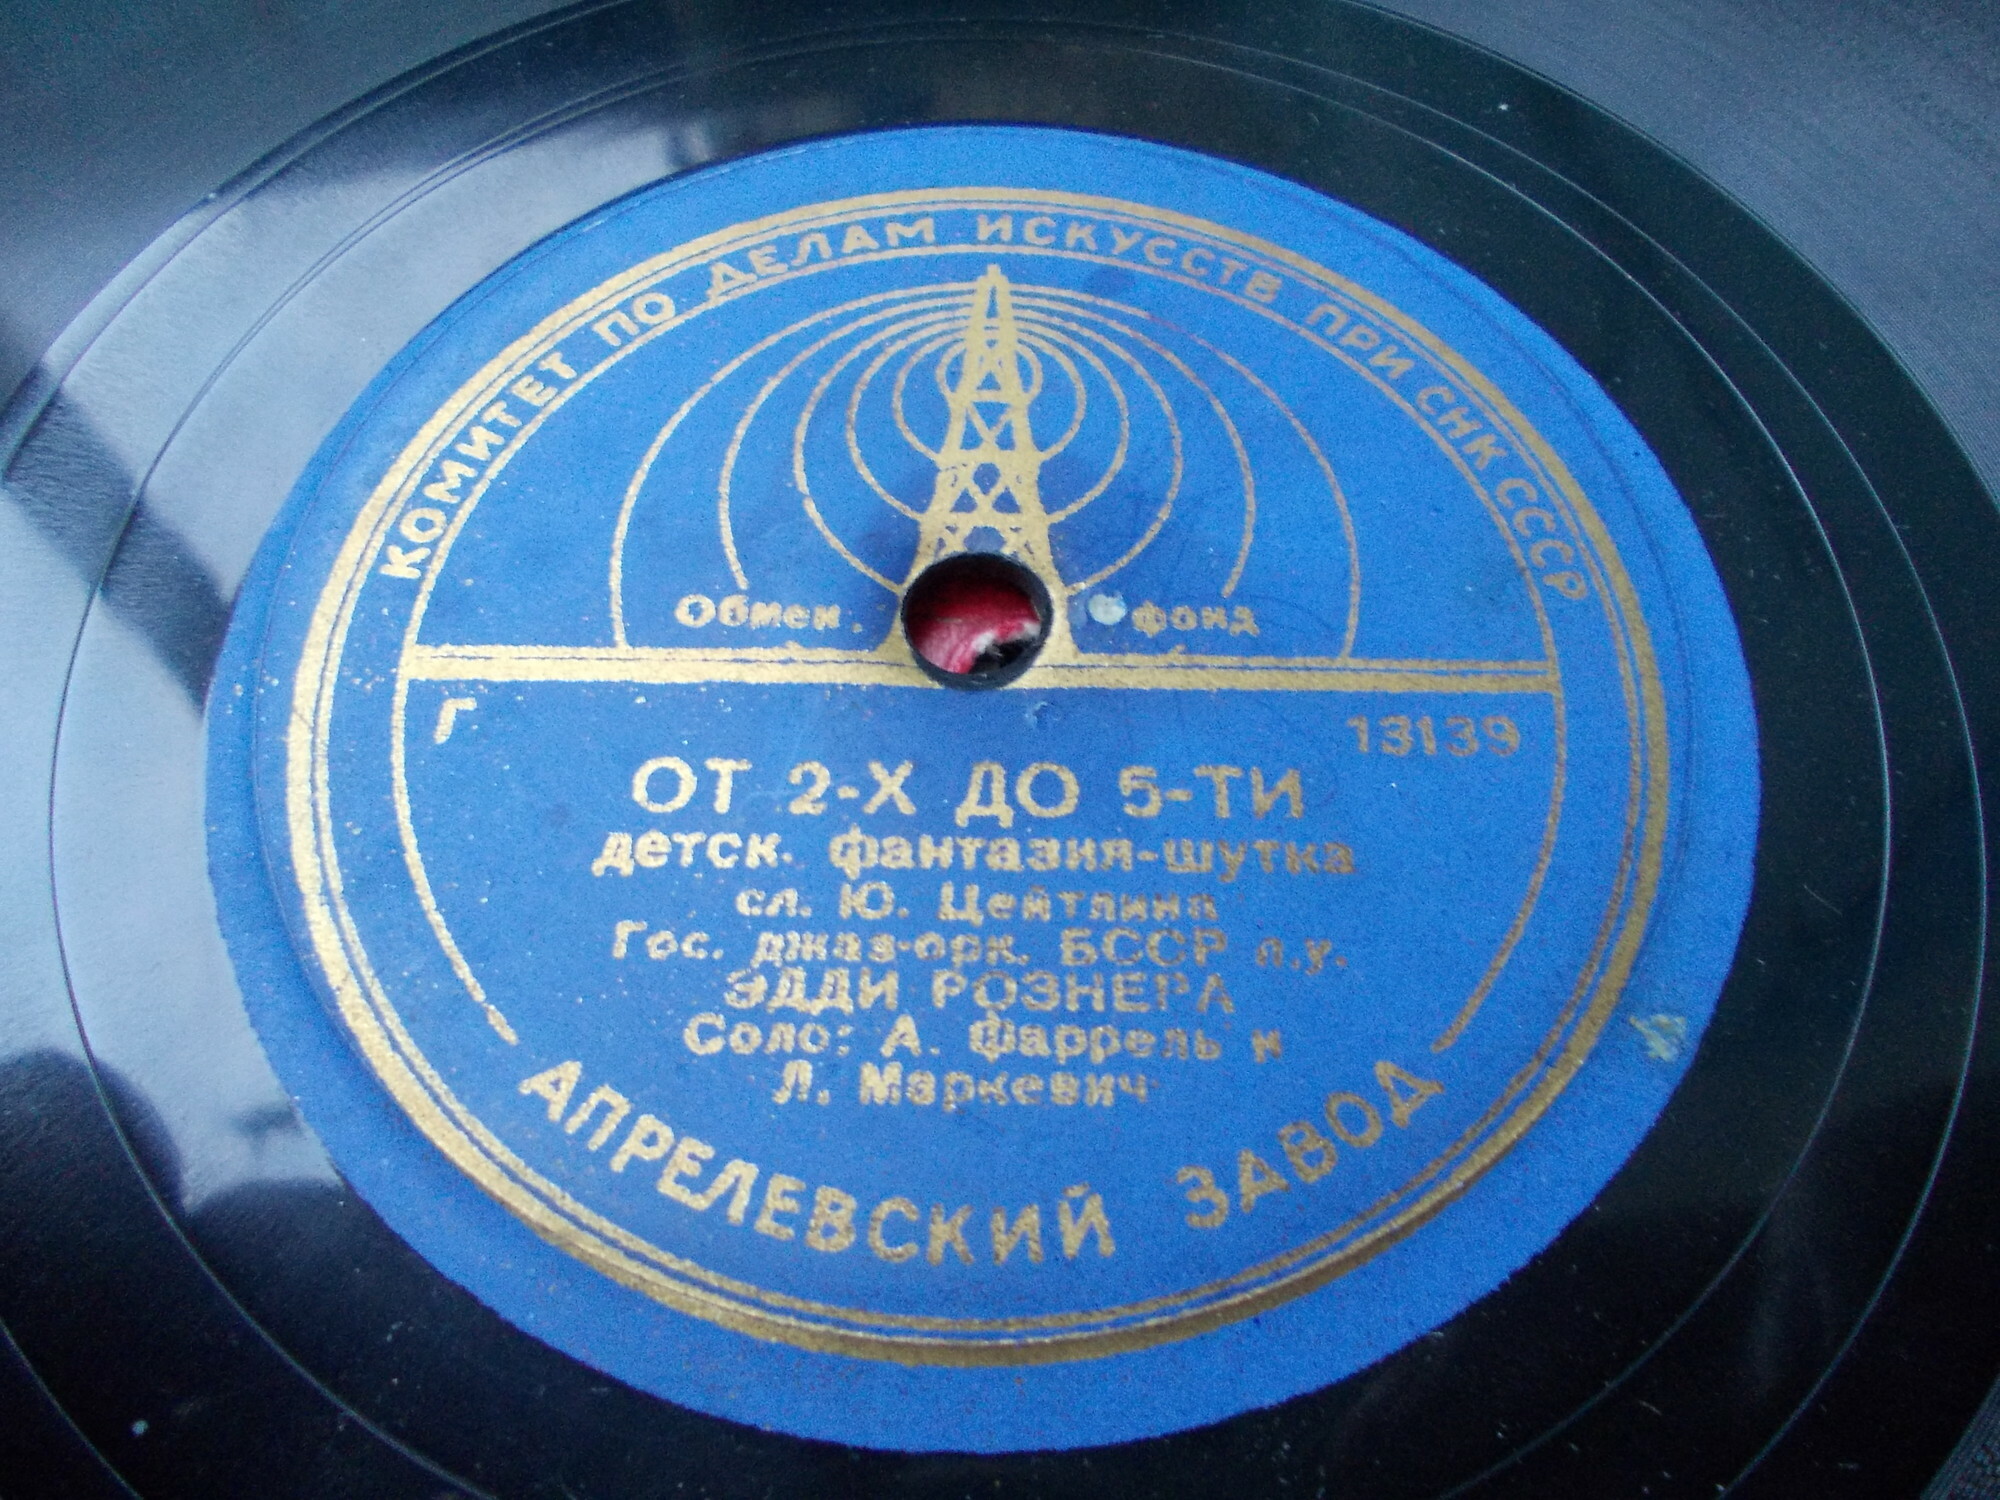 КОМИТЕТ ПО ДЕЛАМ ИСКУССТВ ПРИ СНК СССР
Обмен. фонд
Г 13139
ОТ 2-Х ДО 5-ТИ
детск. фантазия-шутка
сл. Ю. Цейтлина
Гос. джаз-орк. БССР п.у.
ЭДДИ РОЗНЕРА
Соло: А. Фаррель и
Л. Маркевич
АПРЕЛЕВСКИЙ ЗАВОД